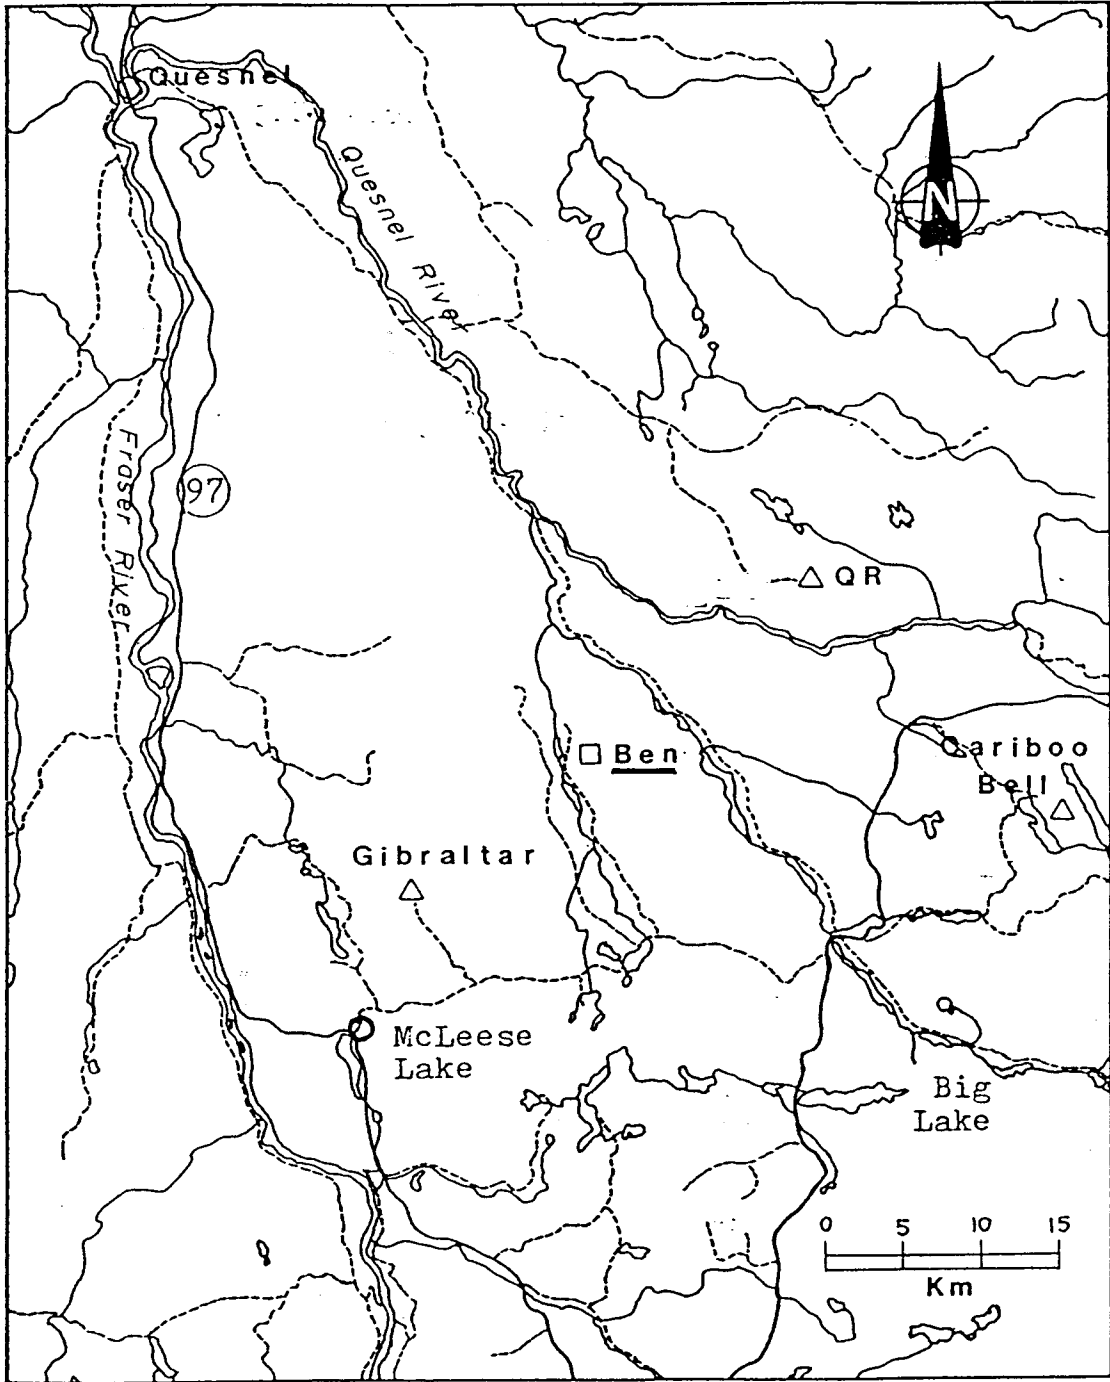 Quesnel
N
Quesnel River
Fraser River
97
QR
Ben
Cariboo
Bell
Gibraltar
McLeese
Lake
Big
Lake
0 5 10 15
Km